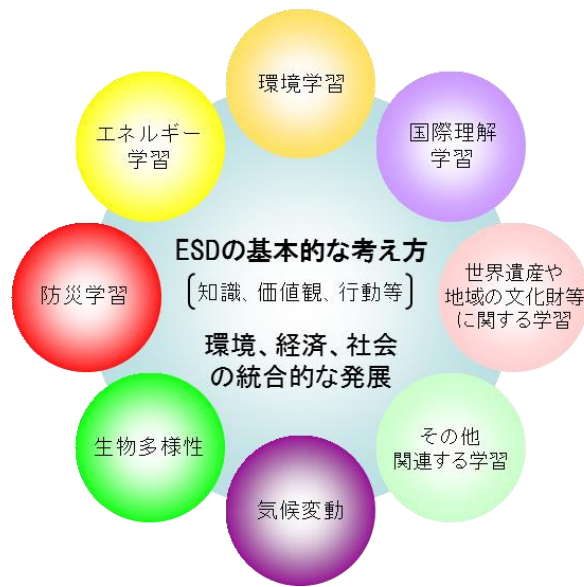 環境学習
エネルギー
学習
国際理解
学習
ESDの基本的な考え方
[知識、価値観、行動等]
環境、経済、社会
の統合的な発展
防災学習
世界遺産や
地域の文化財等
に関する学習
生物多様性
その他
関連する学習
気候変動